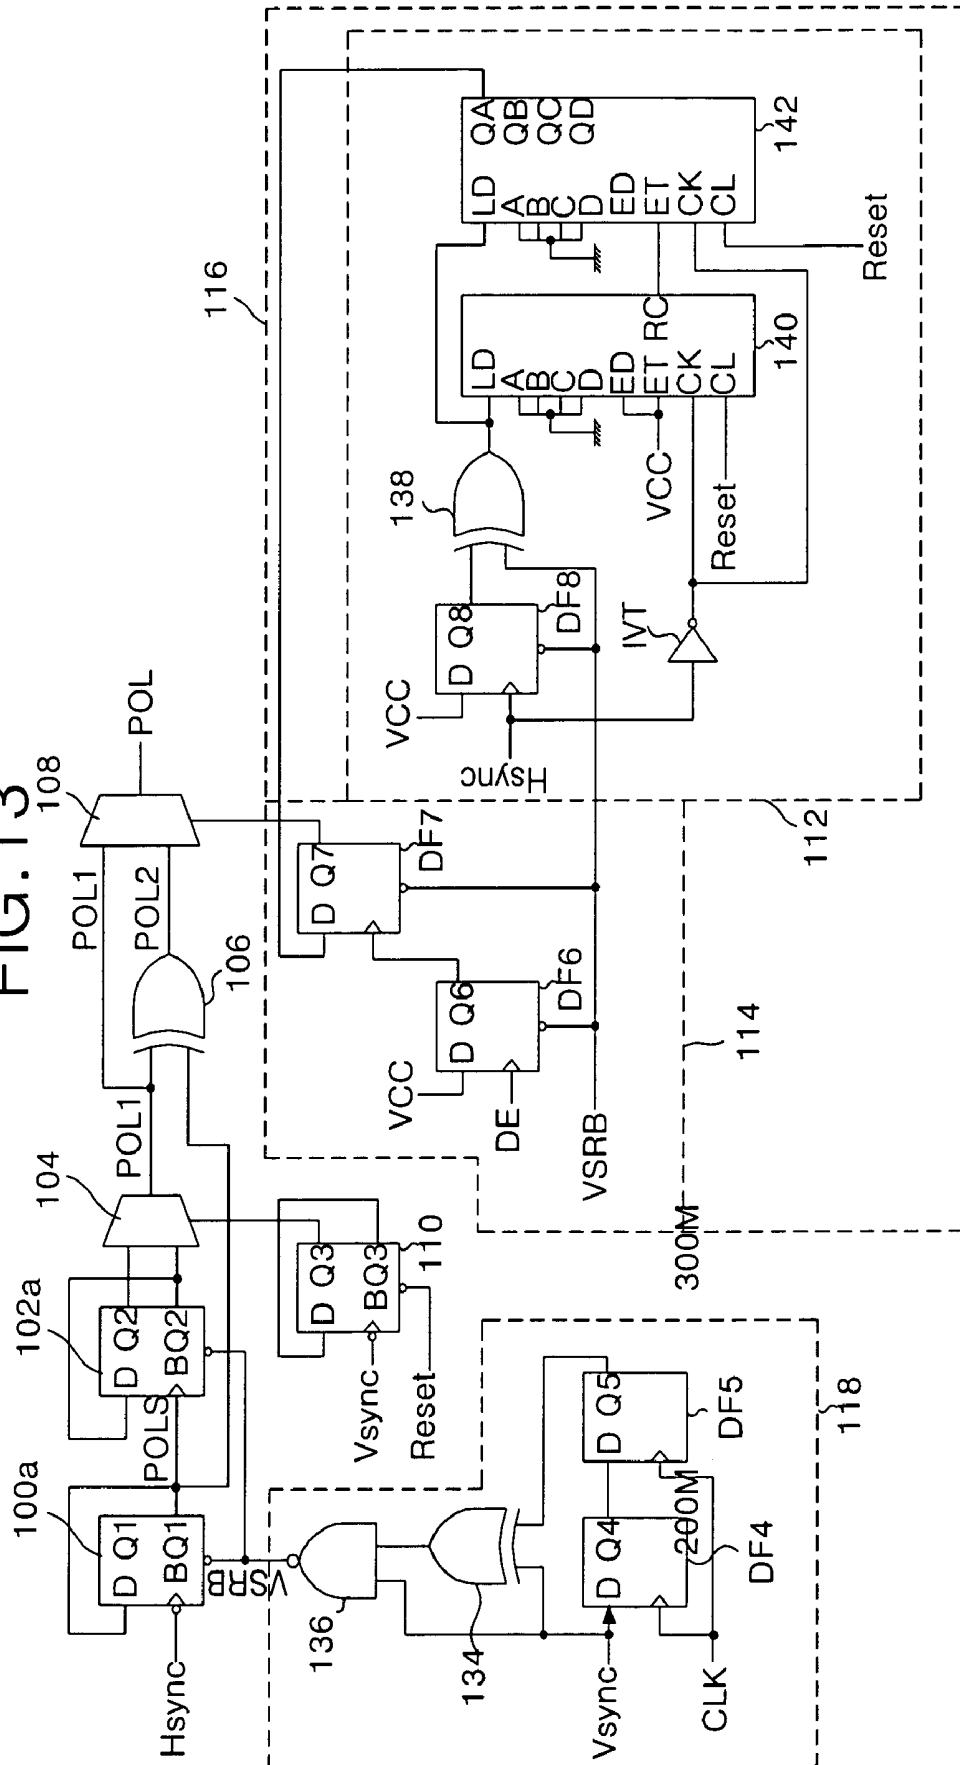 FIG.13
100a
D Q1
BQ1
Hsync
POLS
102a
D Q2
BQ2
104
POL1
POL1
POL2
106
108
POL
VSRB
D Q3
BQ3
110
Vsync
Reset
116
136
134
D Q4
200M
DF4
D Q5
DF5
118
Vsync
CLK
300M
114
112
VCC
D Q6
DF6
DE
VSRB
D Q7
DF7
VCC
D Q8
DF8
Hsync
IVT
138
LD
A
B
C
D
ED
ET
RC
CK
CL
140
VCC
Reset
LD
QA
A
QB
B
QC
C
QD
D
ED
ET
CK
CL
142
Reset